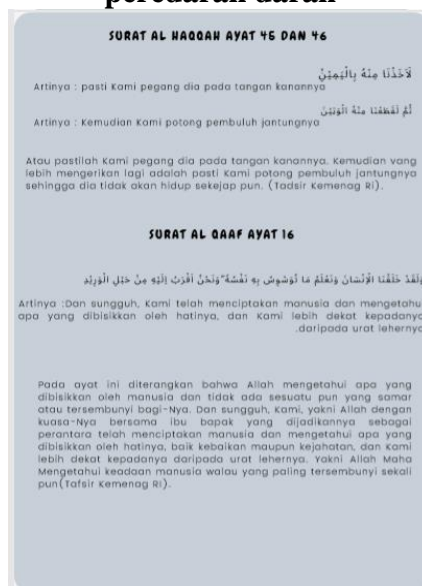 peredaran darah
SURAT AL HAQQAH AYAT 45 DAN 46
لَاَخَذْنَا مِنْهُ بِالْيَمِيْنِۙ
Artinya : pasti Kami pegang dia pada tangan kanannya
ثُمَّ لَقَطَعْنَا مِنْهُ الْوَتِيْنَ
Artinya : Kemudian Kami potong pembuluh jantungnya
Atau pastilah Kami pegang dia pada tangan kanannya. Kemudian yang
lebih mengerikan lagi adalah pasti Kami potong pembuluh jantungnya
sehingga dia tidak akan hidup sekejap pun. (Tadsir Kemenag Ri).
SURAT AL QAAF AYAT 16
وَلَقَدْ خَلَقْنَا الْاِنْسَانَ وَنَعْلَمُ مَا تُوَسْوِسُ بِهٖ نَفْسُهٗ ۖوَنَحْنُ اَقْرَبُ اِلَيْهِ مِنْ حَبْلِ الْوَرِيْدِ
Artinya :Dan sungguh, Kami telah menciptakan manusia dan mengetahu
apa yang dibisikkan oleh hatinya, dan Kami lebih dekat kepadanya
.daripada urat lehernya
Pada ayat ini diterangkan bahwa Allah mengetahui apa yang
dibisikkan oleh manusia dan tidak ada sesuatu pun yang samar
atau tersembunyi bagi-Nya. Dan sungguh, Kami, yakni Allah dengan
kuasa-Nya bersama ibu bapak yang dijadikannya sebagai
perantara telah menciptakan manusia dan mengetahui apa yang
dibisikkan oleh hatinya, baik kebaikan maupun kejahatan, dan Kami
lebih dekat kepadanya daripada urat lehernya. Yakni Allah Maha
Mengetahui keadaan manusia walau yang paling tersembunyi sekali
pun(Tafsir Kemenag Ri).